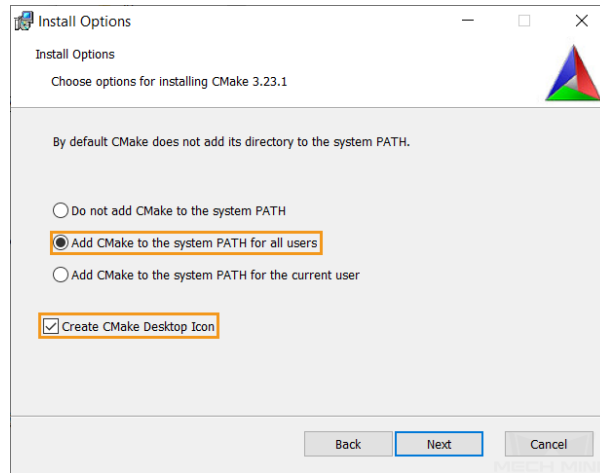 Install Options
Install Options
Choose options for installing CMake 3.23.1
By default CMake does not add its directory to the system PATH.
Do not add CMake to the system PATH
Add CMake to the system PATH for all users
Add CMake to the system PATH for the current user
Create CMake Desktop Icon
Back Next Cancel
MECH MIND